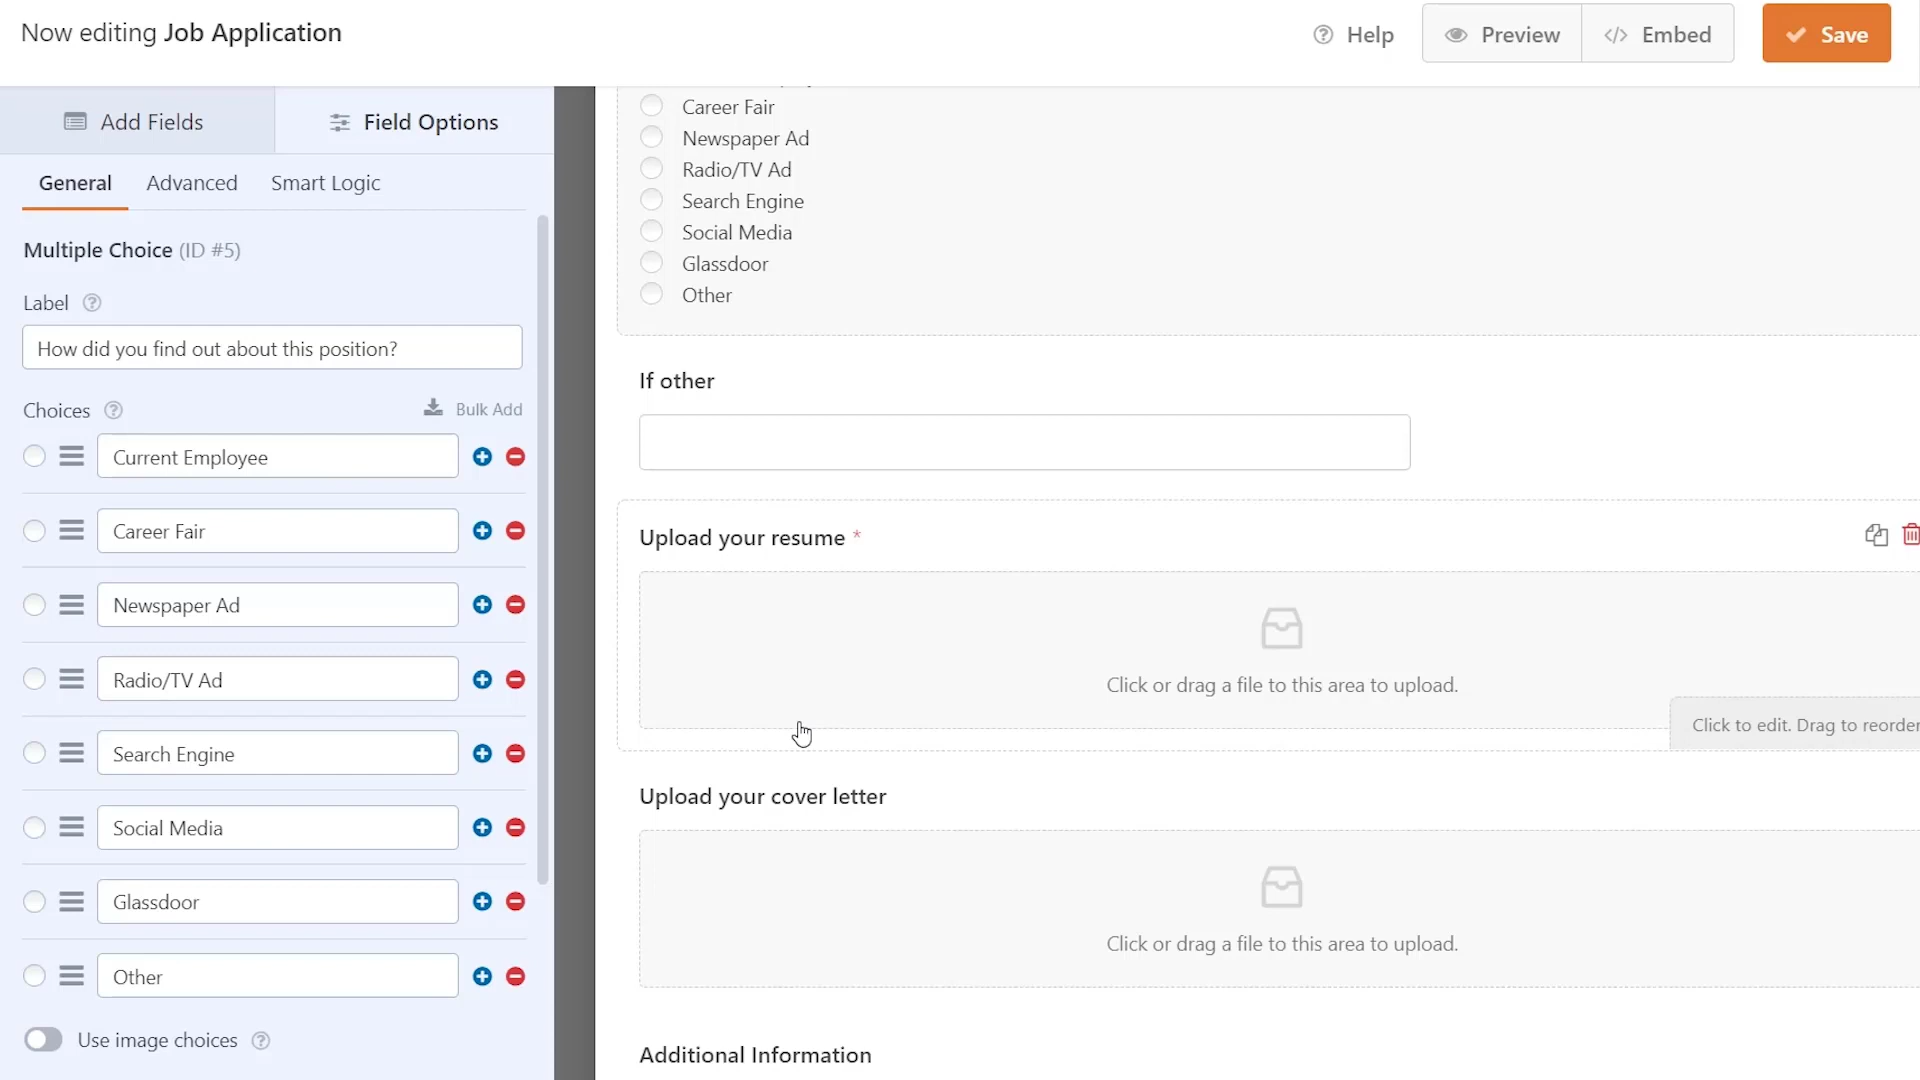 Now editing Job Application
Help
Preview
Embed
Save
Add Fields
Field Options
General
Advanced
Smart Logic
Multiple Choice (ID #5)
Label
How did you find out about this position?
Choices
Bulk Add
Current Employee
Career Fair
Newspaper Ad
Radio/TV Ad
Search Engine
Social Media
Glassdoor
Other
Use image choices
Career Fair
Newspaper Ad
Radio/TV Ad
Search Engine
Social Media
Glassdoor
Other
If other
Upload your resume *
Click or drag a file to this area to upload.
Click to edit. Drag to reorder
Upload your cover letter
Click or drag a file to this area to upload.
Additional Information